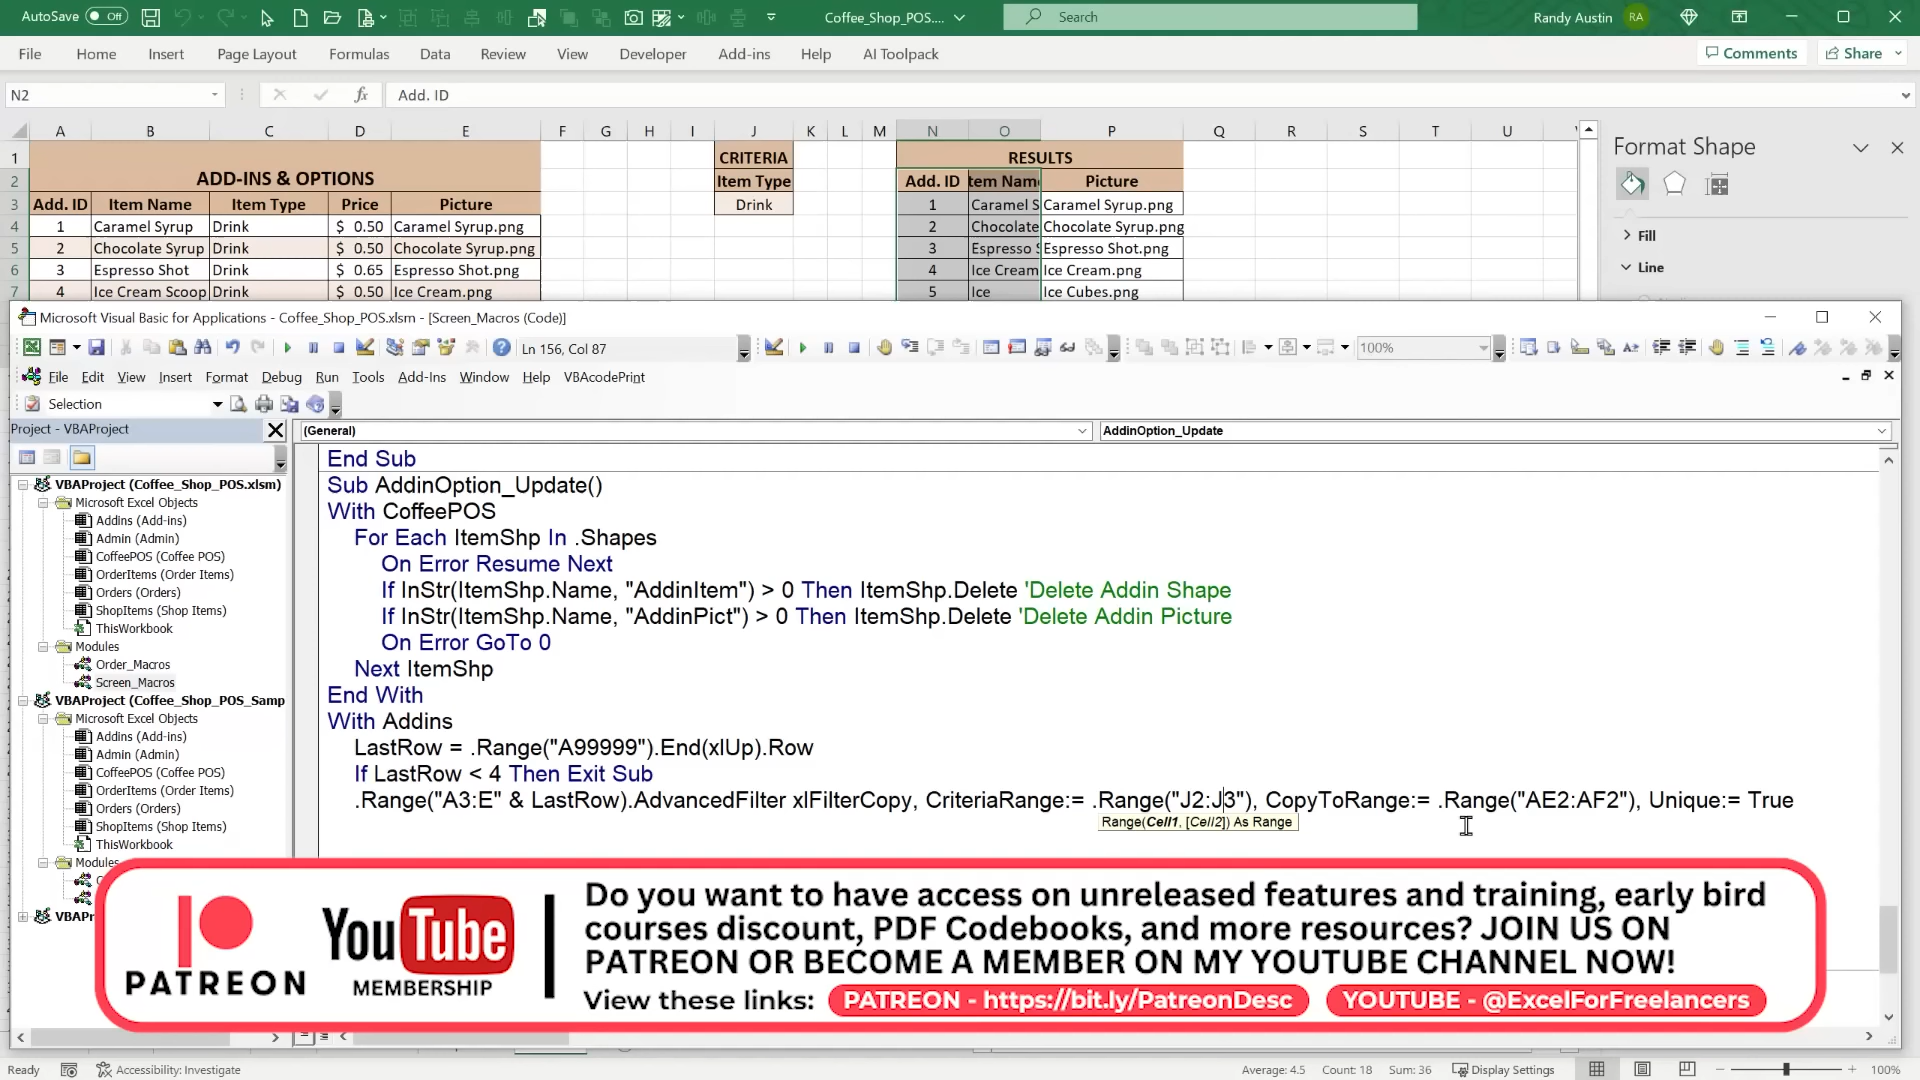 AutoSave Off Coffee_Shop_POS.... Search Randy Austin RA
File Home Insert Page Layout Formulas Data Review View Developer Add-ins Help AI Toolpack Comments Share
N2 fx Add. ID
A B C D E F G H I J K L M N O P Q R S T U
1 CRITERIA RESULTS
ADD-INS & OPTIONS
2 Item Type Add. ID tem Nam Picture
3 Add. ID Item Name Item Type Price Picture Drink 1 Caramel S Caramel Syrup.png
4 1 Caramel Syrup Drink $ 0.50 Caramel Syrup.png 2 Chocolate Chocolate Syrup.png
5 2 Chocolate Syrup Drink $ 0.50 Chocolate Syrup.png 3 Espresso S Espresso Shot.png
6 3 Espresso Shot Drink $ 0.65 Espresso Shot.png 4 Ice Cream Ice Cream.png
7 4 Ice Cream Scoop Drink $ 0.50 Ice Cream.png 5 Ice Ice Cubes.png
Format Shape
Fill
Line
Microsoft Visual Basic for Applications - Coffee_Shop_POS.xlsm - [Screen_Macros (Code)]
Ln 156, Col 87 100%
File Edit View Insert Format Debug Run Tools Add-Ins Window Help VBAcodePrint
Selection
Project - VBAProject
(General) AddinOption_Update
VBAProject (Coffee_Shop_POS.xlsm)
Microsoft Excel Objects
Addins (Add-ins)
Admin (Admin)
CoffeePOS (Coffee POS)
OrderItems (Order Items)
Orders (Orders)
ShopItems (Shop Items)
ThisWorkbook
Modules
Order_Macros
Screen_Macros
VBAProject (Coffee_Shop_POS_Samp
Microsoft Excel Objects
Addins (Add-ins)
Admin (Admin)
CoffeePOS (Coffee POS)
OrderItems (Order Items)
Orders (Orders)
ShopItems (Shop Items)
ThisWorkbook
Modules
VBAPr
End Sub
Sub AddinOption_Update()
With CoffeePOS
For Each ItemShp In .Shapes
On Error Resume Next
If InStr(ItemShp.Name, "AddinItem") > 0 Then ItemShp.Delete 'Delete Addin Shape
If InStr(ItemShp.Name, "AddinPict") > 0 Then ItemShp.Delete 'Delete Addin Picture
On Error GoTo 0
Next ItemShp
End With
With Addins
LastRow = .Range("A99999").End(xlUp).Row
If LastRow < 4 Then Exit Sub
.Range("A3:E" & LastRow).AdvancedFilter xlFilterCopy, CriteriaRange:= .Range("J2:J3"), CopyToRange:= .Range("AE2:AF2"), Unique:= True
Range(Cell1, [Cell2]) As Range
PATREON
YouTube
MEMBERSHIP
Do you want to have access on unreleased features and training, early bird
courses discount, PDF Codebooks, and more resources? JOIN US ON
PATREON OR BECOME A MEMBER ON MY YOUTUBE CHANNEL NOW!
View these links: PATREON - https://bit.ly/PatreonDesc YOUTUBE - @ExcelForFreelancers
Ready Accessibility: Investigate Average: 4.5 Count: 18 Sum: 36 Display Settings 100%